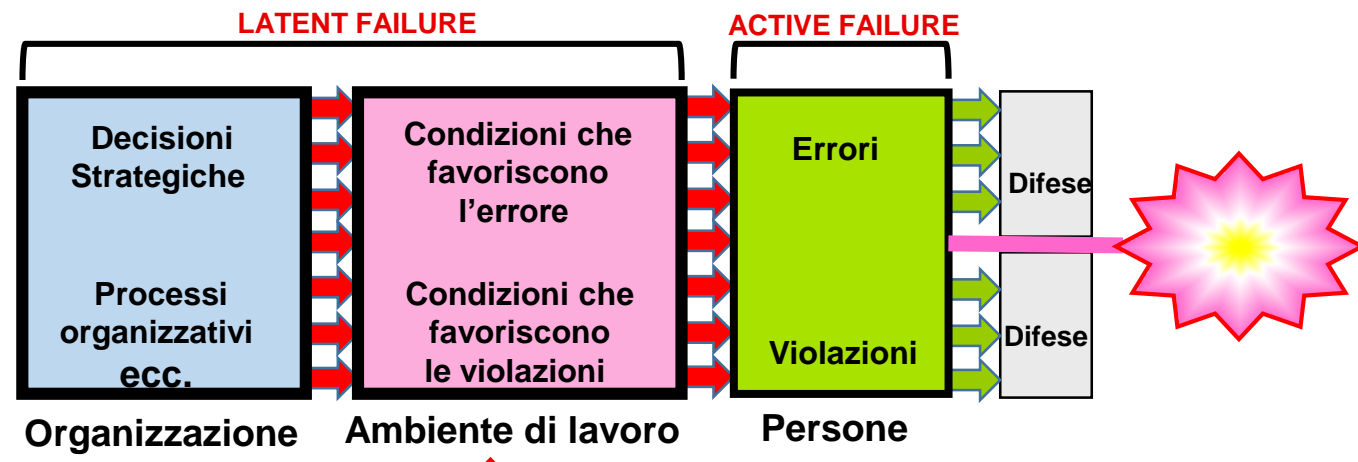 LATENT FAILURE
ACTIVE FAILURE
Decisioni
Strategiche
Processi
organizzativi
ecc.
Condizioni che
favoriscono
l’errore
Condizioni che
favoriscono
le violazioni
Errori
Violazioni
Difese
Difese
Organizzazione
Ambiente di lavoro
Persone